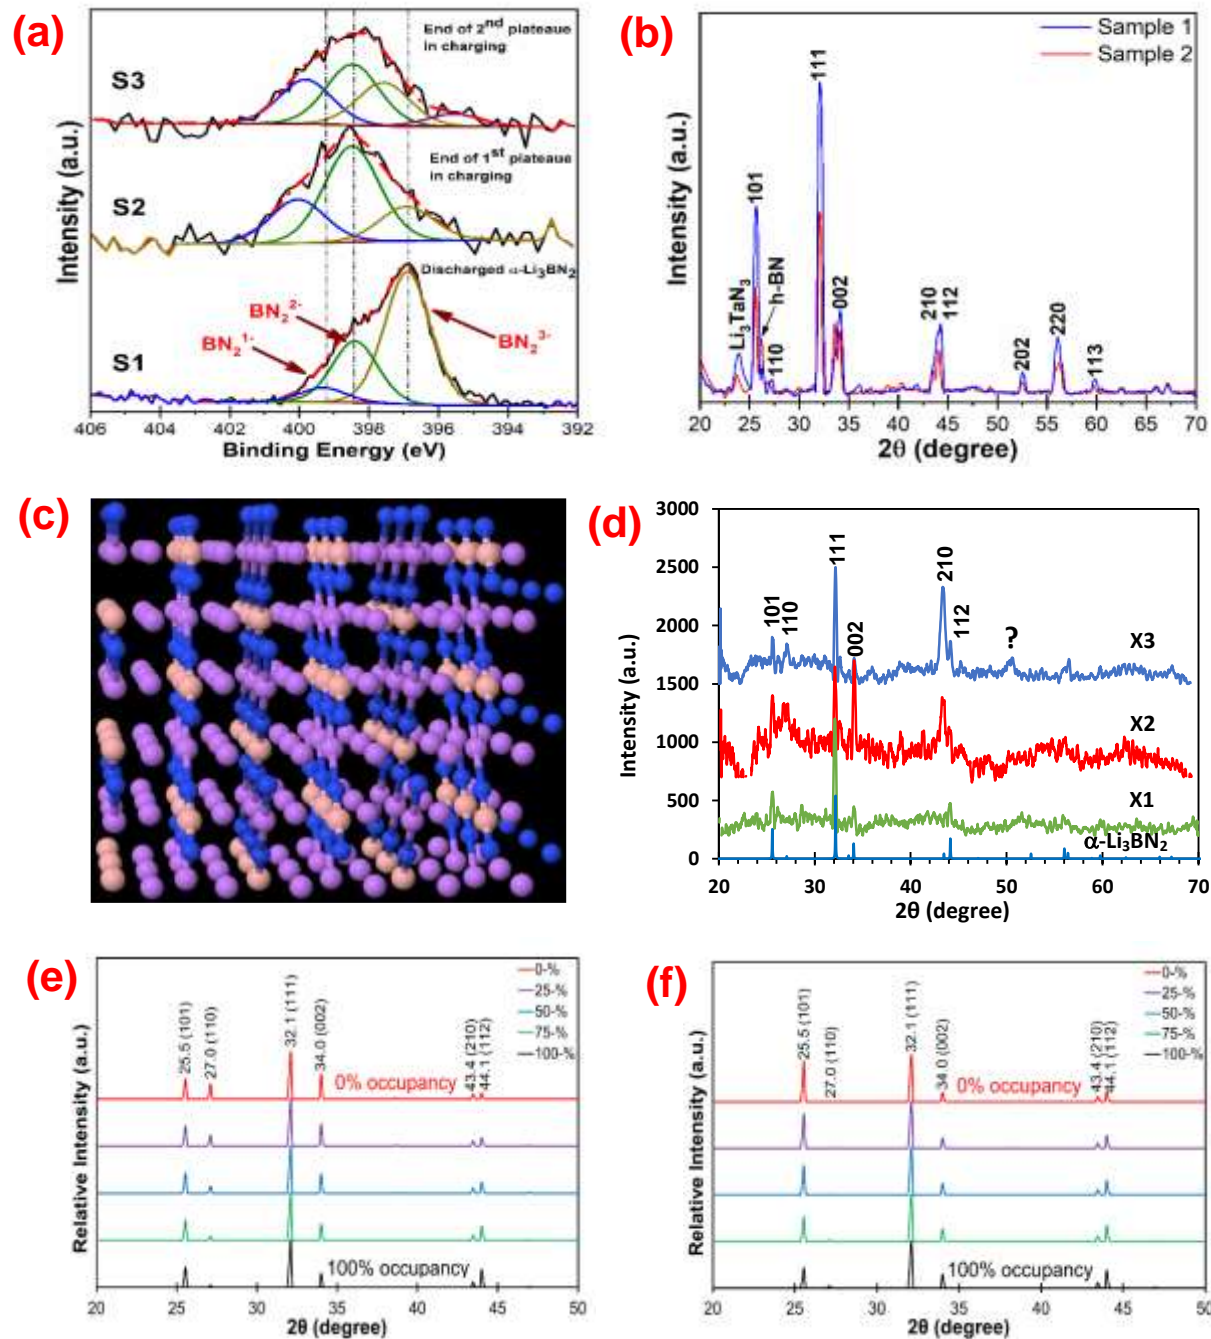 (a)
End of 2nd plateaue
in charging
S3
End of 1st plateaue
in charging
S2
Discharged α-Li3BN2
BN2 2-
BN2 1-
BN2 3-
S1
Intensity (a.u.)
406 404 402 400 398 396 394 392
Binding Energy (eV)
(b)
Sample 1
Sample 2
111
101
Li3TaN3
h-BN
110
002
210
112
202
220
113
Intensity (a.u.)
20 25 30 35 40 45 50 55 60 65 70
2θ (degree)
(c)
(d)
3000
2500
2000
1500
1000
500
0
Intensity (a.u.)
101
110
111
002
210
112
?
X3
X2
X1
α-Li3BN2
20 30 40 50 60 70
2θ (degree)
(e)
0-%
25-%
50-%
75-%
100-%
25.5 (101)
27.0 (110)
32.1 (111)
34.0 (002)
43.4 (210)
44.1 (112)
0% occupancy
100% occupancy
Relative Intensity (a.u.)
20 25 30 35 40 45 50
2θ (degree)
(f)
0-%
25-%
50-%
75-%
100-%
25.5 (101)
27.0 (110)
32.1 (111)
34.0 (002)
43.4 (210)
44.1 (112)
0% occupancy
100% occupancy
Relative Intensity (a.u.)
20 25 30 35 40 45 50
2θ (degree)